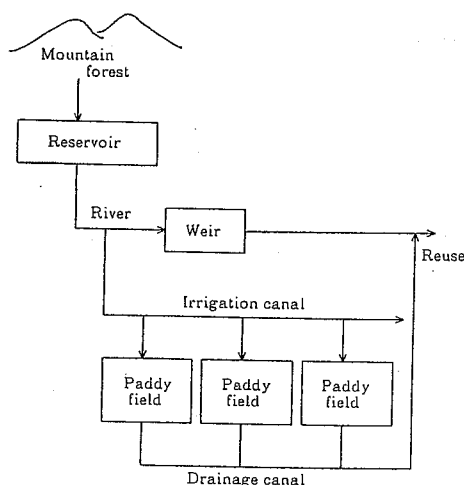 Mountain
forest
Reservoir
River
Weir
Reuse
Irrigation canal
Paddy
field
Paddy
field
Paddy
field
Drainage canal